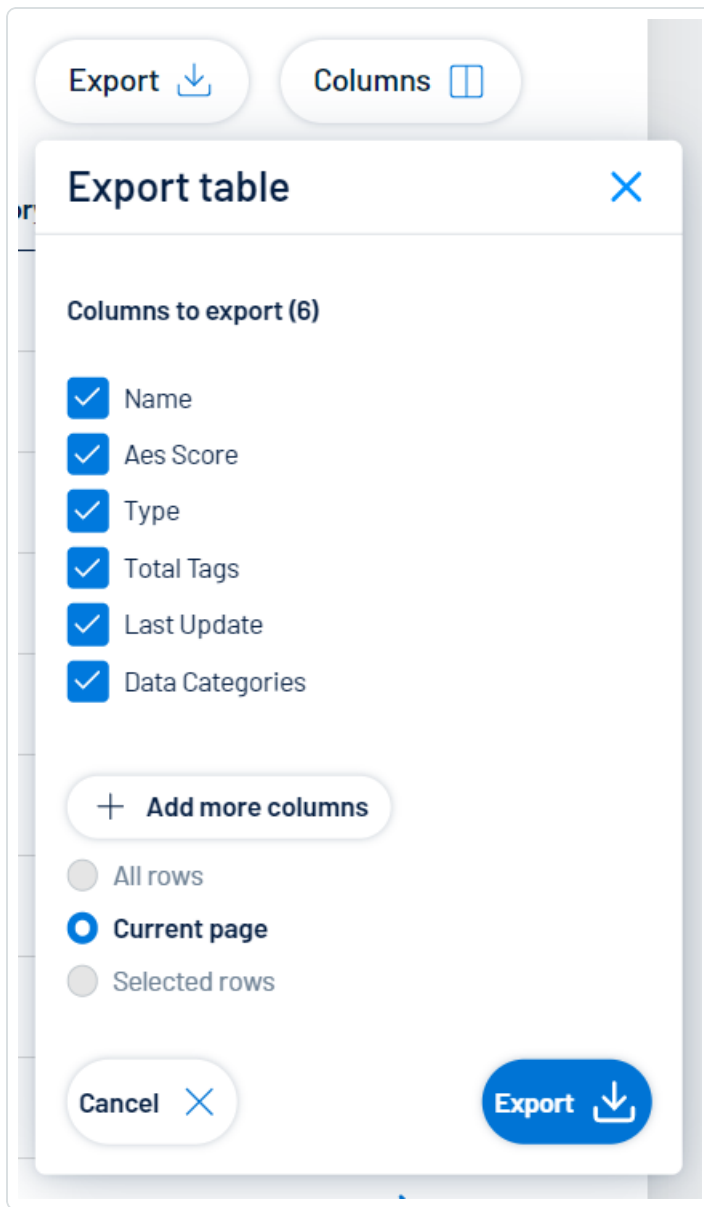 Export
Columns
Export table
Columns to export (6)
Name
Aes Score
Type
Total Tags
Last Update
Data Categories
Add more columns
All rows
Current page
Selected rows
Cancel
Export